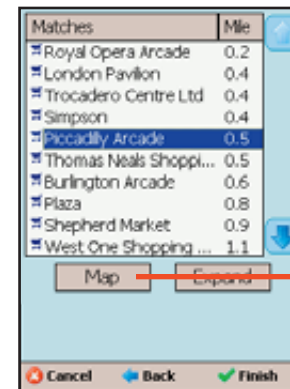 Matches Mile
Royal Opera Arcade 0.2
London Pavilion 0.4
Trocadero Centre Ltd 0.4
Simpson 0.4
Piccadilly Arcade 0.5
Thomas Neals Shoppi... 0.5
Burlington Arcade 0.6
Plaza 0.8
Shepherd Market 0.9
West One Shopping ... 1.1
Map Expand
Cancel Back Finish